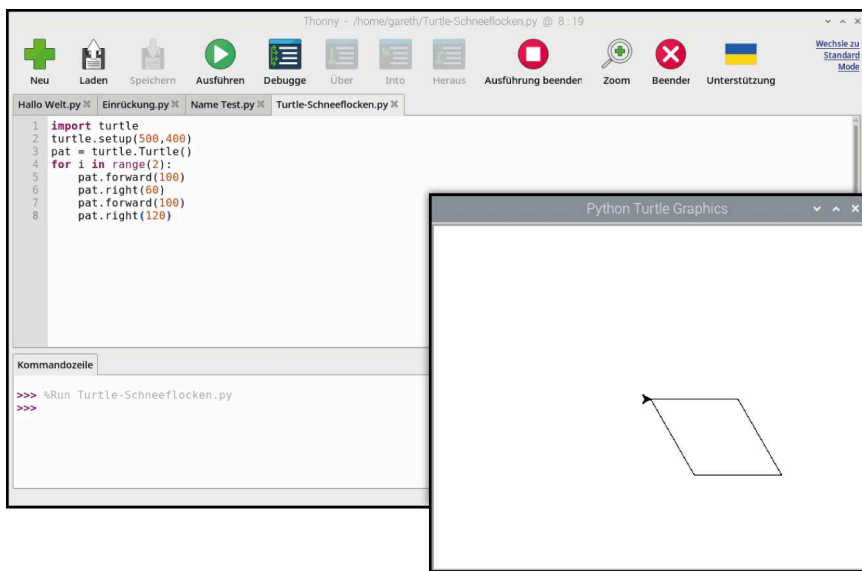 Thonny - /home/gareth/Turtle-Schneeflocken.py @ 8:19
Neu Laden Speichern Ausführen Debugge Über Into Heraus Ausführung beenden Zoom Beenden Unterstützung
Wechsle zu
Standard
Mode
Hallo Welt.py Einrückung.py Name Test.py Turtle-Schneeflocken.py
1 import turtle
2 turtle.setup(500,400)
3 pat = turtle.Turtle()
4 for i in range(2):
5 pat.forward(100)
6 pat.right(60)
7 pat.forward(100)
8 pat.right(120)
Python Turtle Graphics
Kommandozeile
>>> %Run Turtle-Schneeflocken.py
>>>